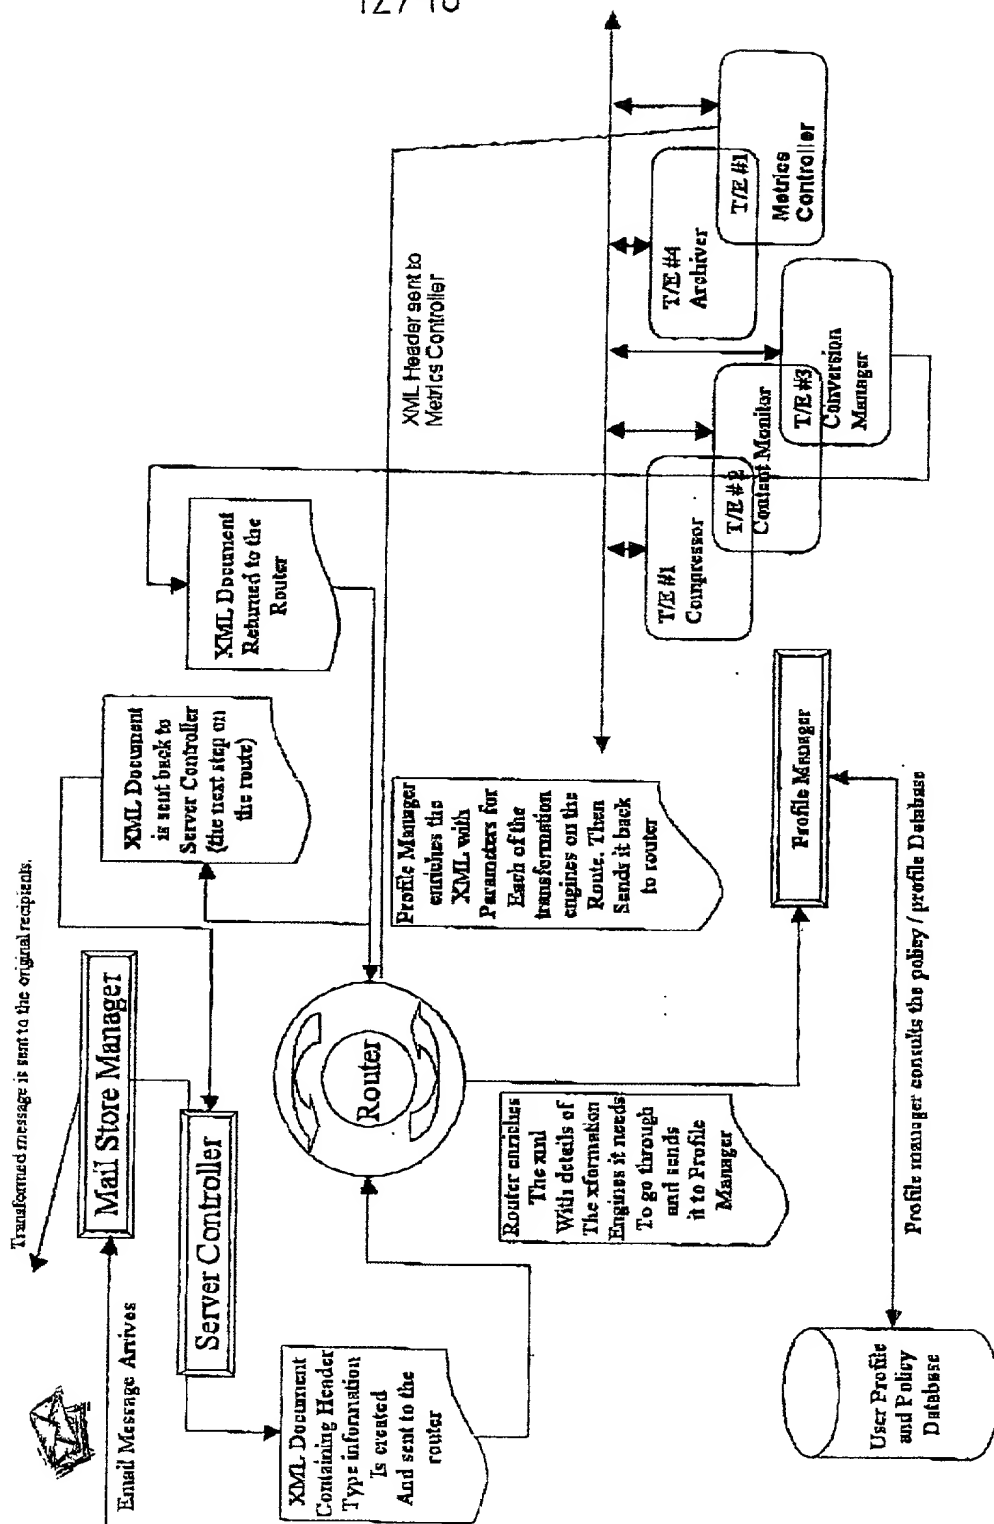 12/16
Transformed message is sent to the original recipients.
Email Message Arrives
Mail Store Manager
Server Controller
XML Document
Containing Header
Type information
Is created
And sent to the
router
XML Document
is sent back to
Server Controller
(the next step on
the route)
XML Document
Returned to the
Router
Router
XML Header sent to
Metrics Controller
Router enriches
The xml
With details of
The xformation
Engines it needs
To go through
and sends
it to Profile
Manager
Profile Manager
enriches the
XML with
Parameters for
Each of the
transformation
engines on the
Route. Then
Sends it back
to router
T/E #1
Compressor
T/E #2
Content Monitor
T/E #3
Conversion
Manager
T/E #4
Archiver
T/E #1
Metrics
Controller
Profile Manager
Profile manager consults the policy / profile Database
User Profile
and Policy
Database